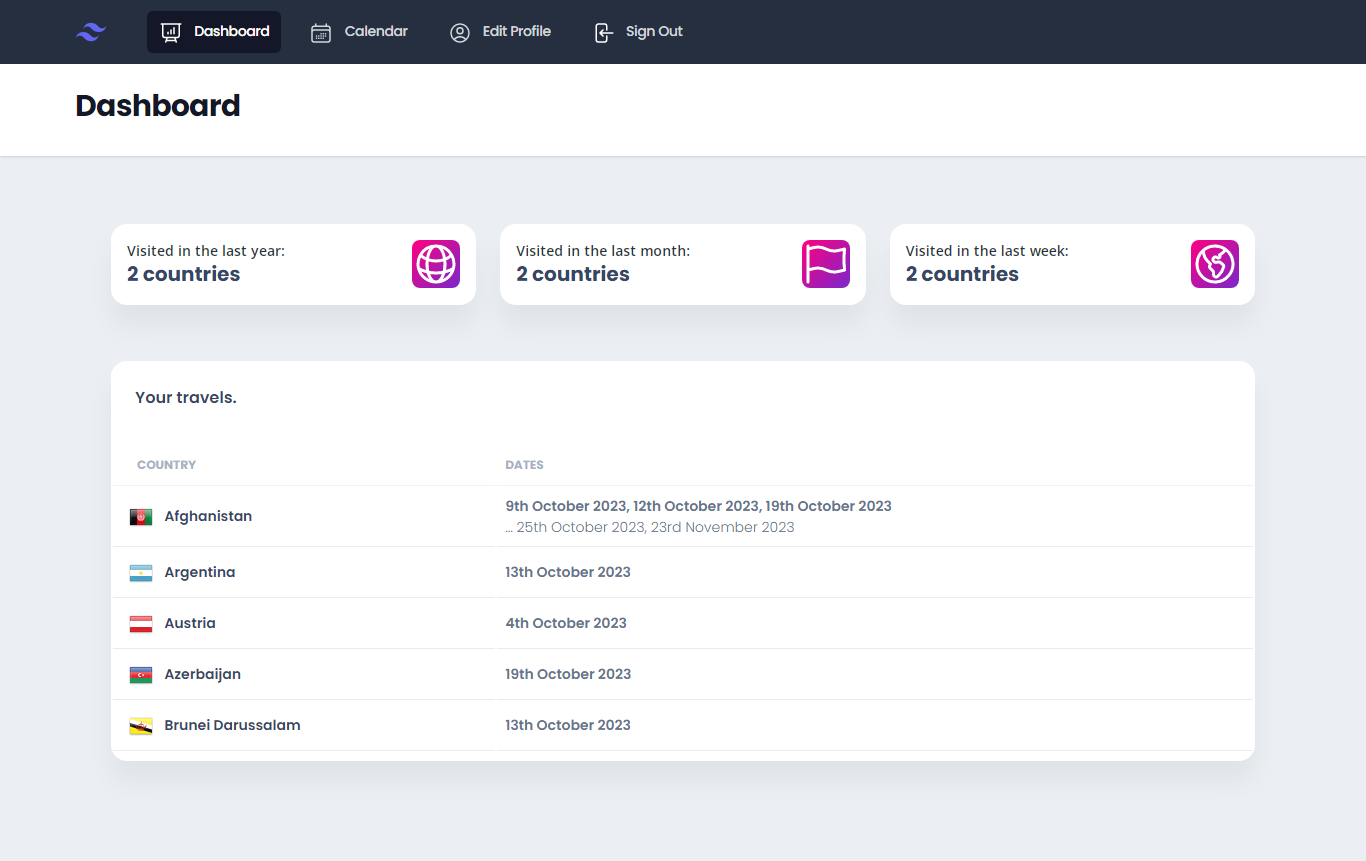 Dashboard
Calendar
Edit Profile
Sign Out
Dashboard
Visited in the last year:
2 countries
Visited in the last month:
2 countries
Visited in the last week:
2 countries
Your travels.
COUNTRY
DATES
Afghanistan
9th October 2023, 12th October 2023, 19th October 2023
... 25th October 2023, 23rd November 2023
Argentina
13th October 2023
Austria
4th October 2023
Azerbaijan
19th October 2023
Brunei Darussalam
13th October 2023